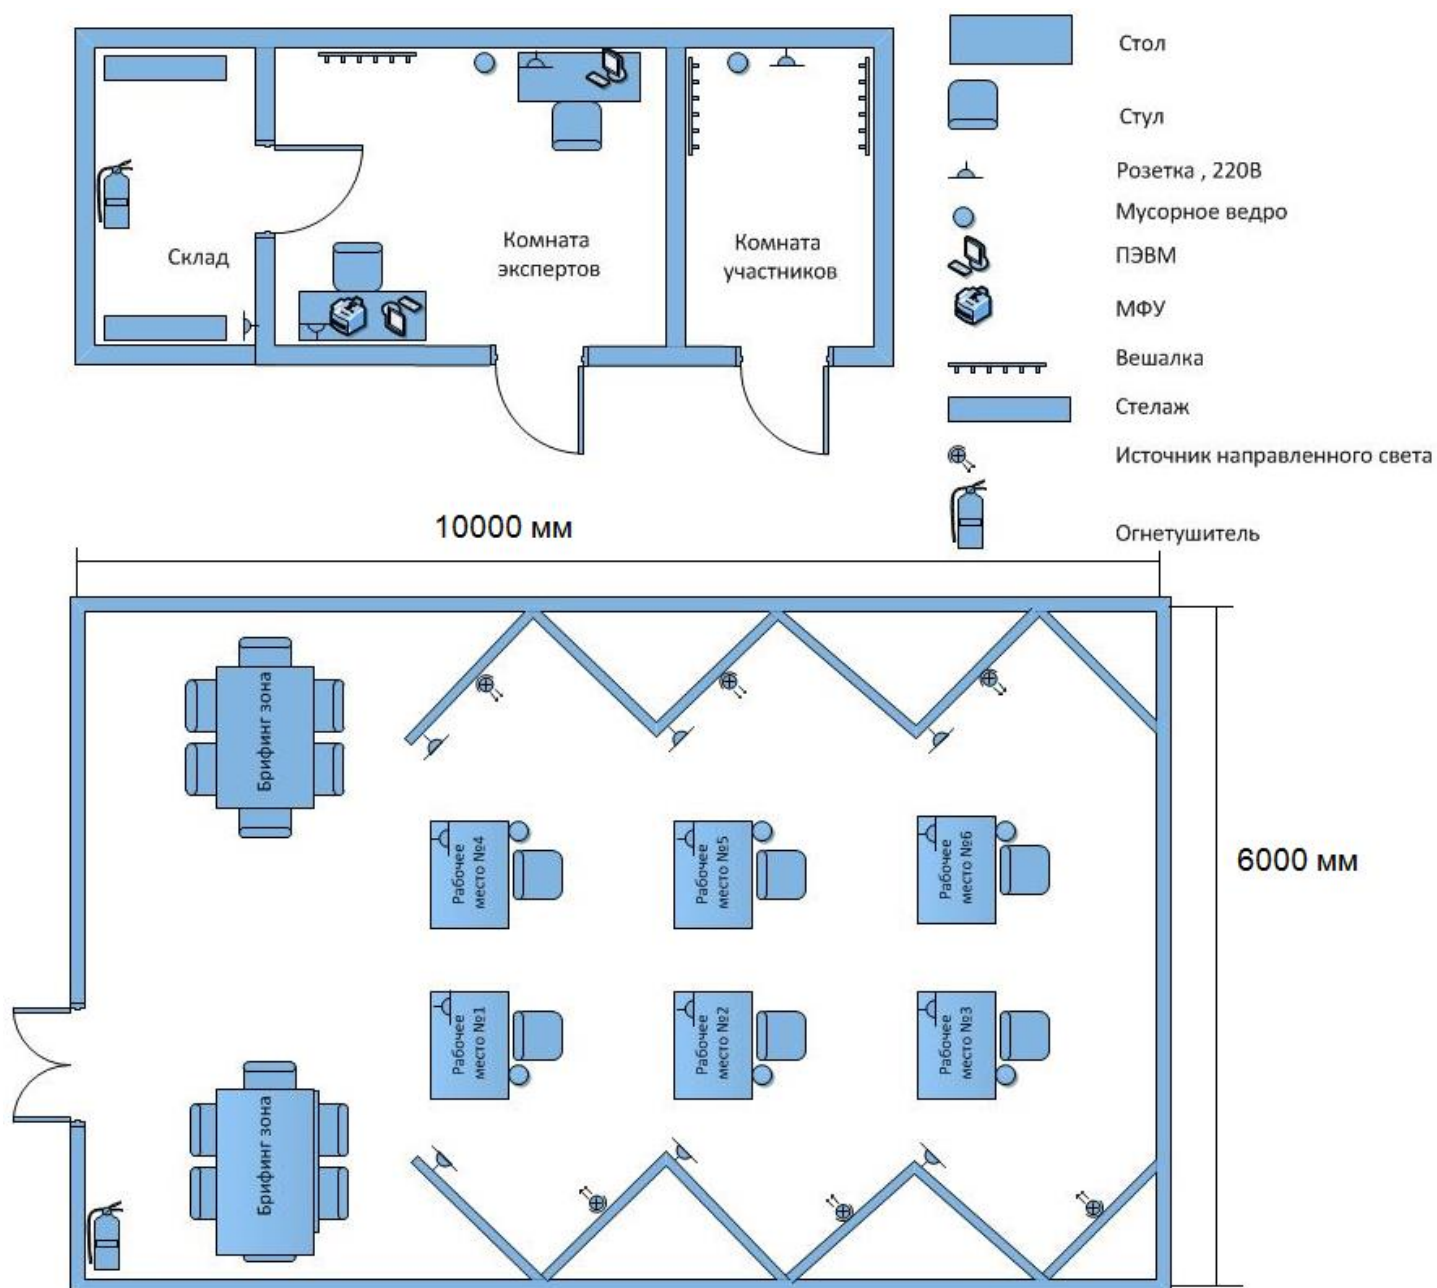 Стол
Стул
Розетка , 220В
Мусорное ведро
ПЭВМ
МФУ
Вешалка
Стелаж
Источник направленного света
Огнетушитель
Склад
Комната
экспертов
Комната
участников
10000 мм
6000 мм
Брифинг зона
Рабочее
место №4
Рабочее
место №5
Рабочее
место №6
Рабочее
место №1
Рабочее
место №2
Рабочее
место №3
Брифинг зона